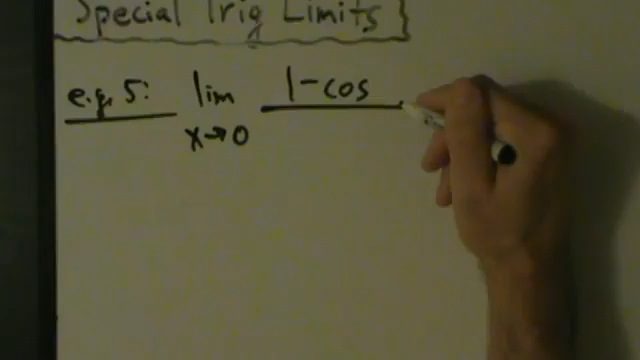 Special Trig Limits
e.g. 5: lim 1-cos
x→0